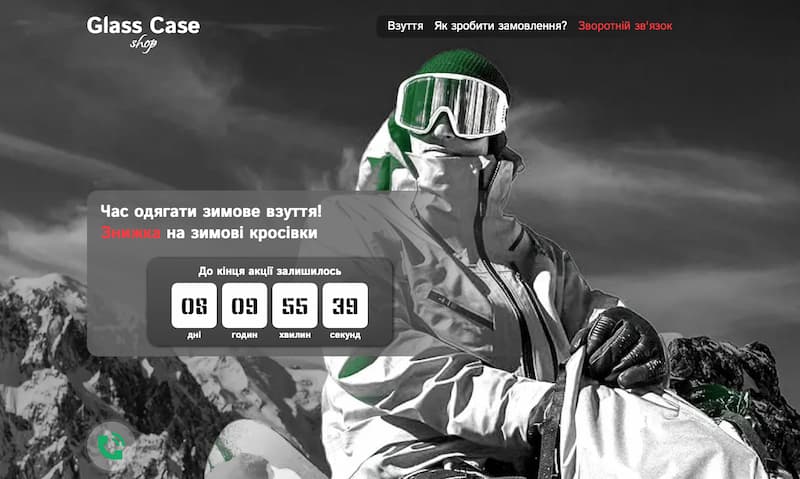 Glass Case
shop
Взуття Як зробити замовлення? Зворотній зв'язок
Час одягати зимове взуття!
Знижка на зимові кросівки
До кінця акції залишилось
08 09 55 39
дні годин хвилин секунд